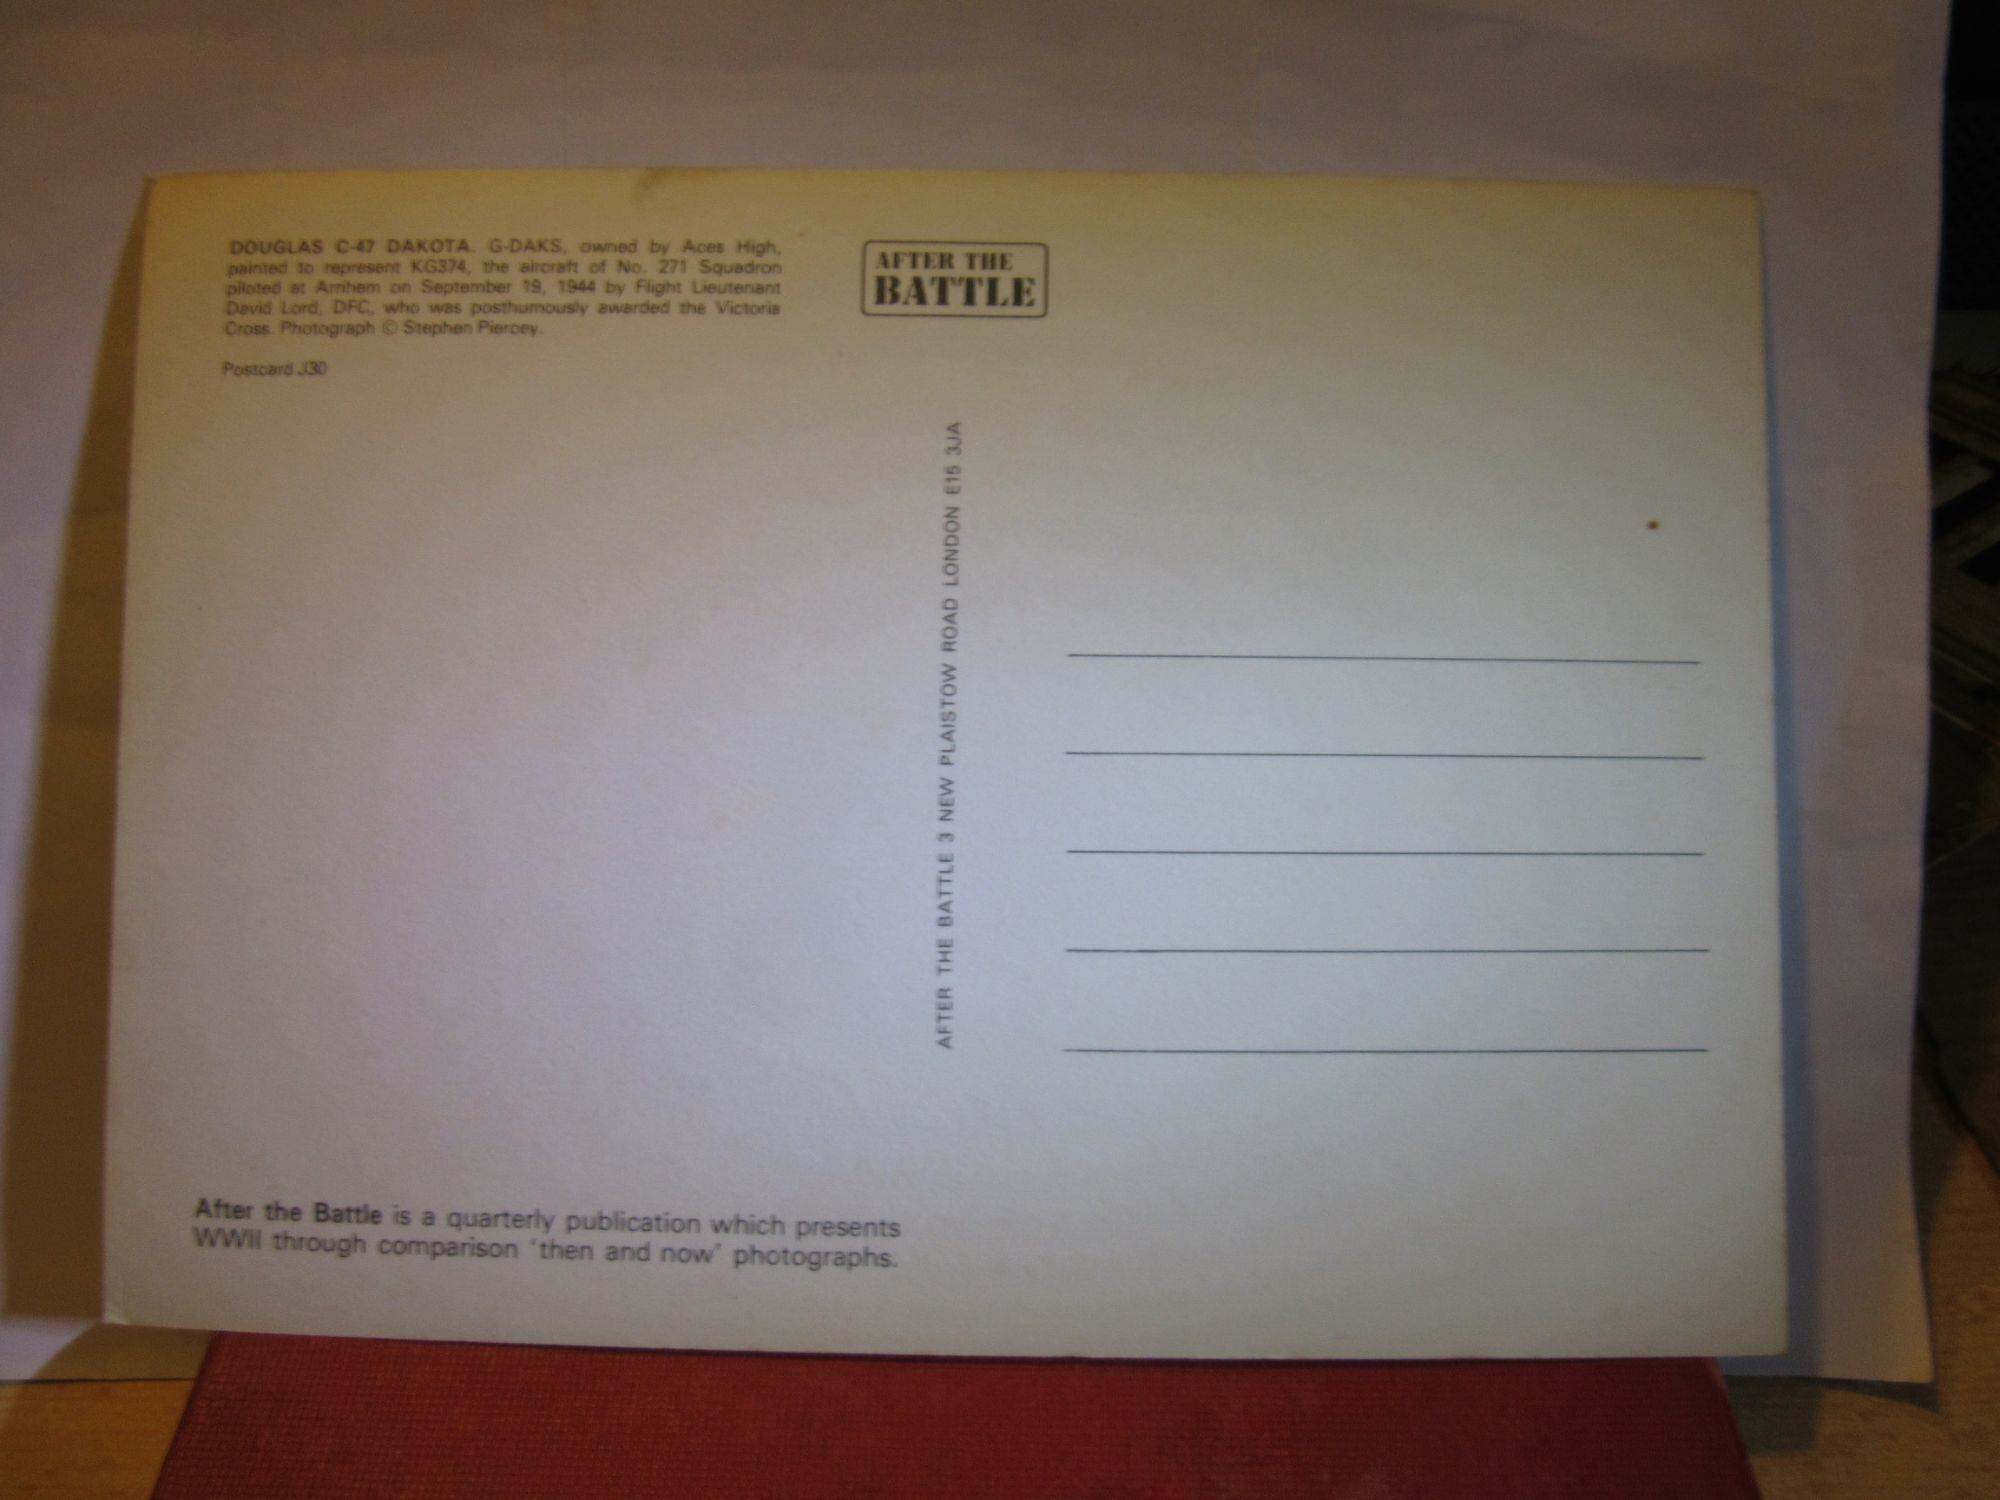 DOUGLAS C-47 DAKOTA. G-DAKS, owned by Aces High,
painted to represent KG374, the aircraft of No. 271 Squadron
piloted at Arnhem on September 19, 1944 by Flight Lieutenant
David Lord, DFC, who was posthumously awarded the Victoria
Cross. Photograph © Stephen Piercey.
Postcard J30
AFTER THE
BATTLE
AFTER THE BATTLE 3 NEW PLAISTOW ROAD LONDON E15 3JA
After the Battle is a quarterly publication which presents
WWII through comparison 'then and now' photographs.